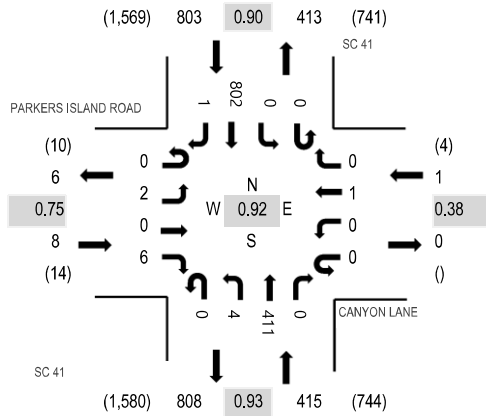 (1,569) 803 0.90 413 (741)
SC 41
PARKERS ISLAND ROAD
1 802 0 0
(10) 0 0 (4)
6 2 N 1 1
0.75 W 0.92 E 0.38
8 0 S 0 0
(14) 6 0 ()
0 4 411 0
CANYON LANE
SC 41
(1,580) 808 0.93 415 (744)